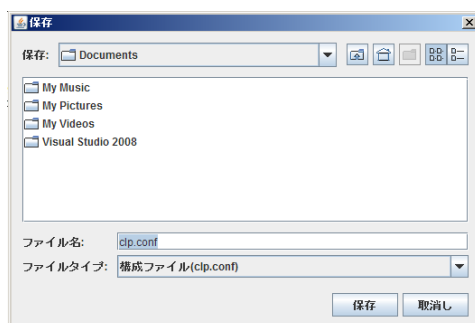 保存
保存: Documents
My Music
My Pictures
My Videos
Visual Studio 2008
ファイル名: clp.conf
ファイルタイプ: 構成ファイル(clp.conf)
保存 取消し